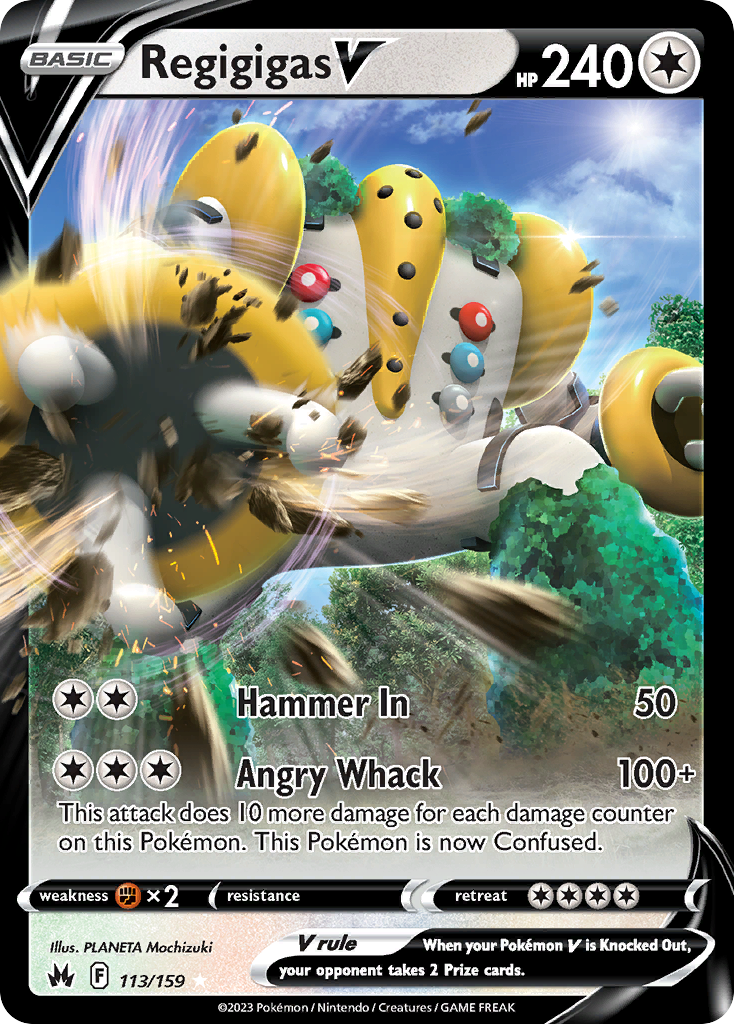 BASIC
Regigigas V
HP 240
Hammer In 50
Angry Whack 100+
This attack does 10 more damage for each damage counter
on this Pokémon. This Pokémon is now Confused.
weakness ×2 resistance retreat
Illus. PLANETA Mochizuki
V rule
When your Pokémon V is Knocked Out,
your opponent takes 2 Prize cards.
F 113/159
©2023 Pokémon / Nintendo / Creatures / GAME FREAK